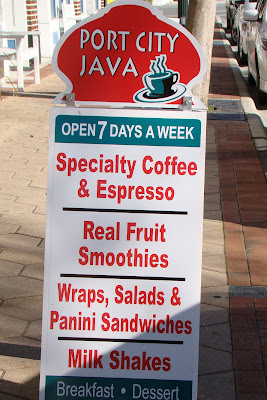 PORT CITY
JAVA
OPEN 7 DAYS A WEEK
Specialty Coffee
& Espresso
Real Fruit
Smoothies
Wraps, Salads &
Panini Sandwiches
Milk Shakes
Breakfast • Dessert